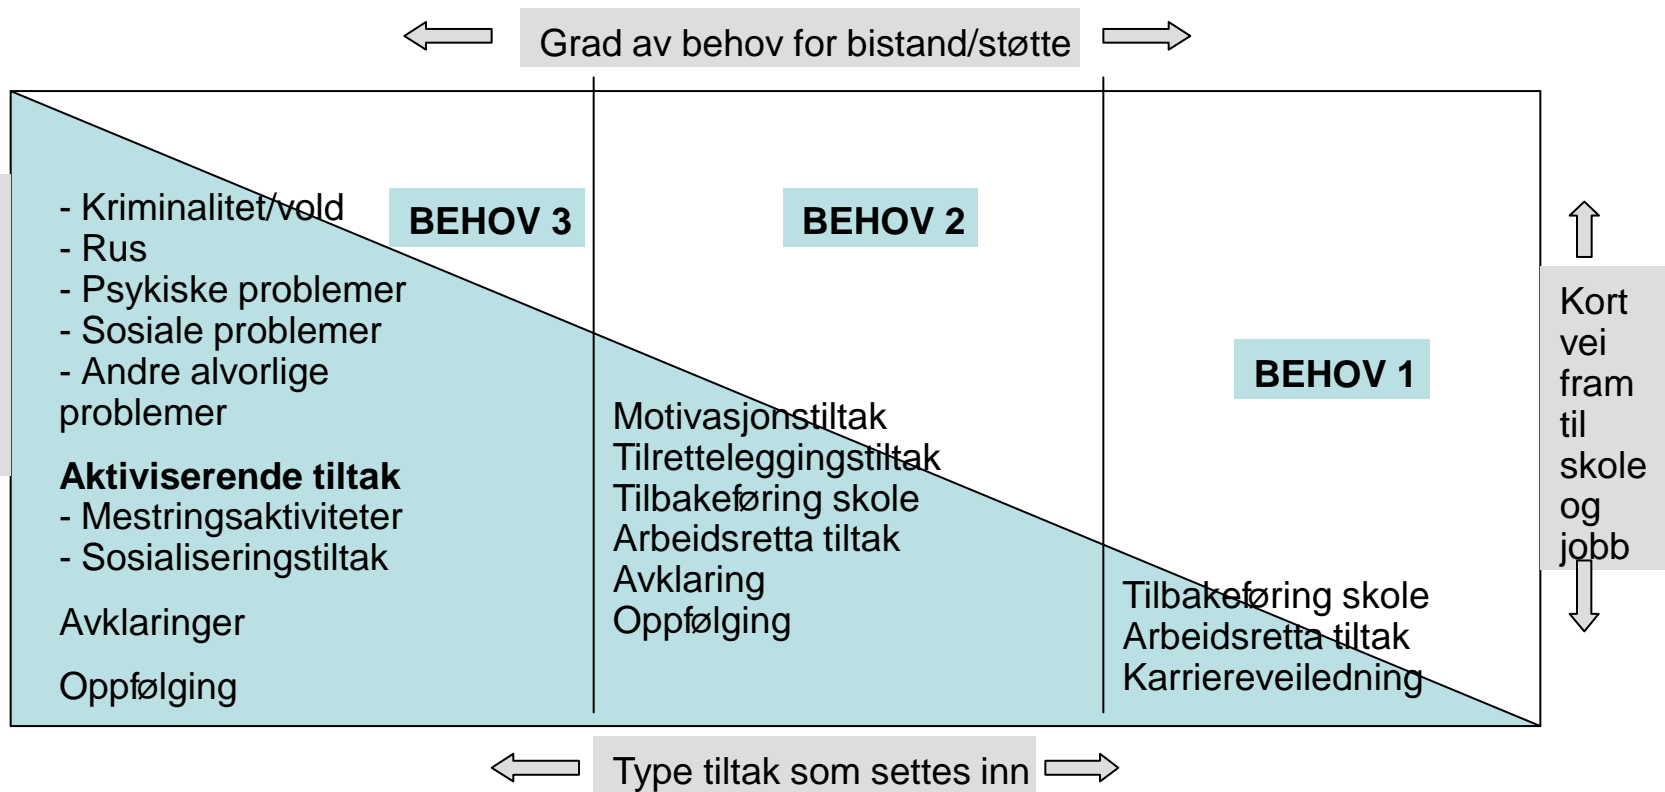 Grad av behov for bistand/støtte
BEHOV 3
- Kriminalitet/vold
- Rus
- Psykiske problemer
- Sosiale problemer
- Andre alvorlige
problemer
Aktiviserende tiltak
- Mestringsaktiviteter
- Sosialiseringstiltak
Avklaringer
Oppfølging
BEHOV 2
Motivasjonstiltak
Tilretteleggingstiltak
Tilbakeføring skole
Arbeidsretta tiltak
Avklaring
Oppfølging
BEHOV 1
Tilbakeføring skole
Arbeidsretta tiltak
Karriereveiledning
Kort
vei
fram
til
skole
og
jobb
Type tiltak som settes inn